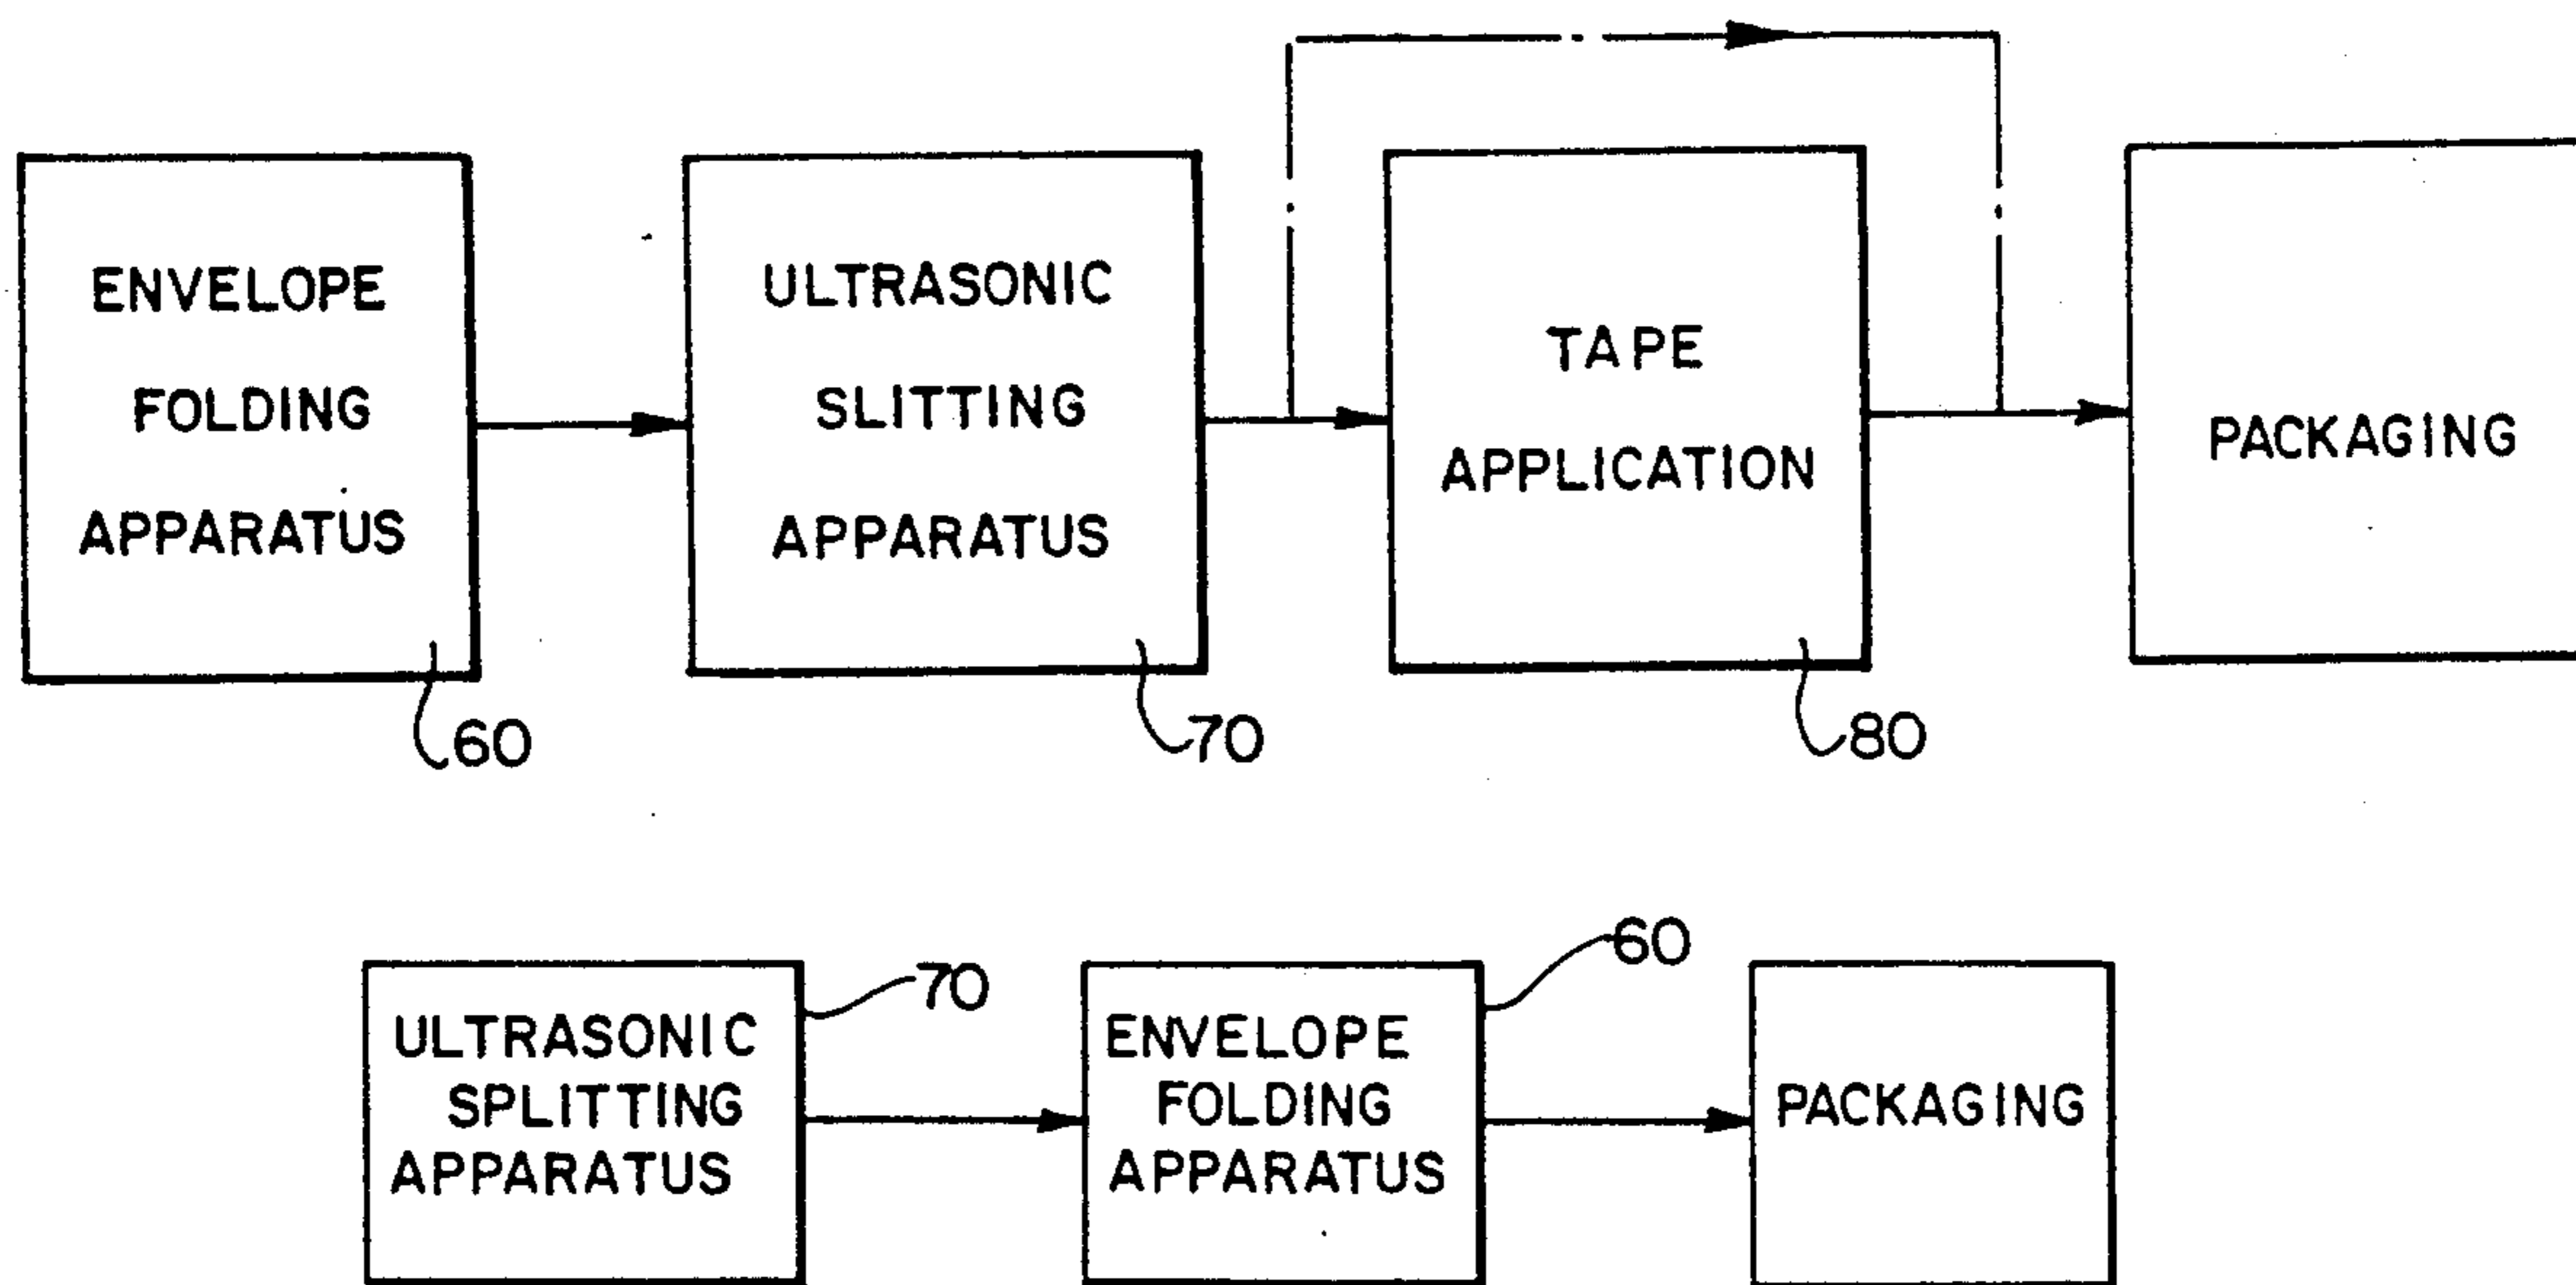 ENVELOPE
FOLDING
APPARATUS
60
ULTRASONIC
SLITTING
APPARATUS
70
TAPE
APPLICATION
80
PACKAGING
ULTRASONIC
SPLITTING
APPARATUS
70
ENVELOPE
FOLDING
APPARATUS
60
PACKAGING